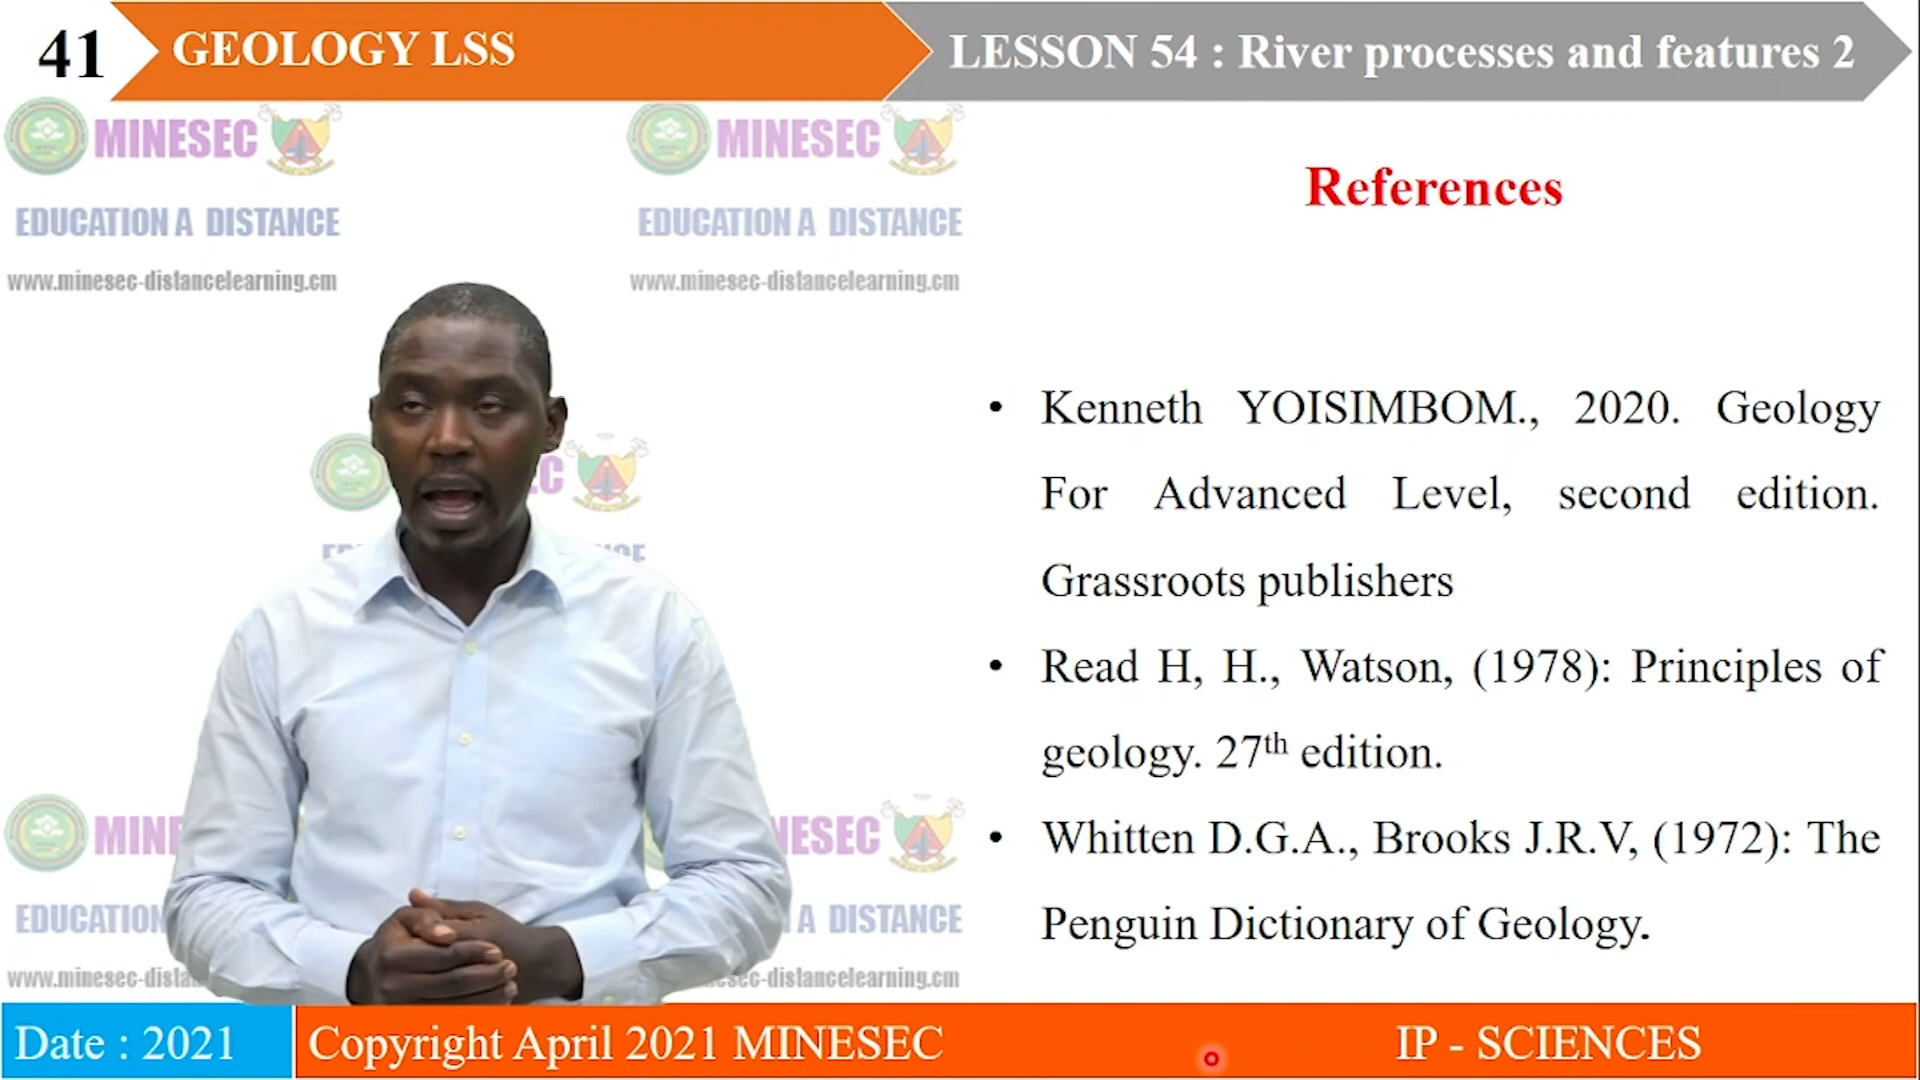 41
GEOLOGY LSS
LESSON 54 : River processes and features 2
MINESEC
EDUCATION A DISTANCE
www.minesec-distancelearning.cm
MINESEC
EDUCATION A DISTANCE
www.minesec-distancelearning.cm
References
• Kenneth YOISIMBOM., 2020. Geology
For Advanced Level, second edition.
Grassroots publishers
• Read H, H., Watson, (1978): Principles of
geology. 27th edition.
• Whitten D.G.A., Brooks J.R.V, (1972): The
Penguin Dictionary of Geology.
Date : 2021
Copyright April 2021 MINESEC
IP - SCIENCES